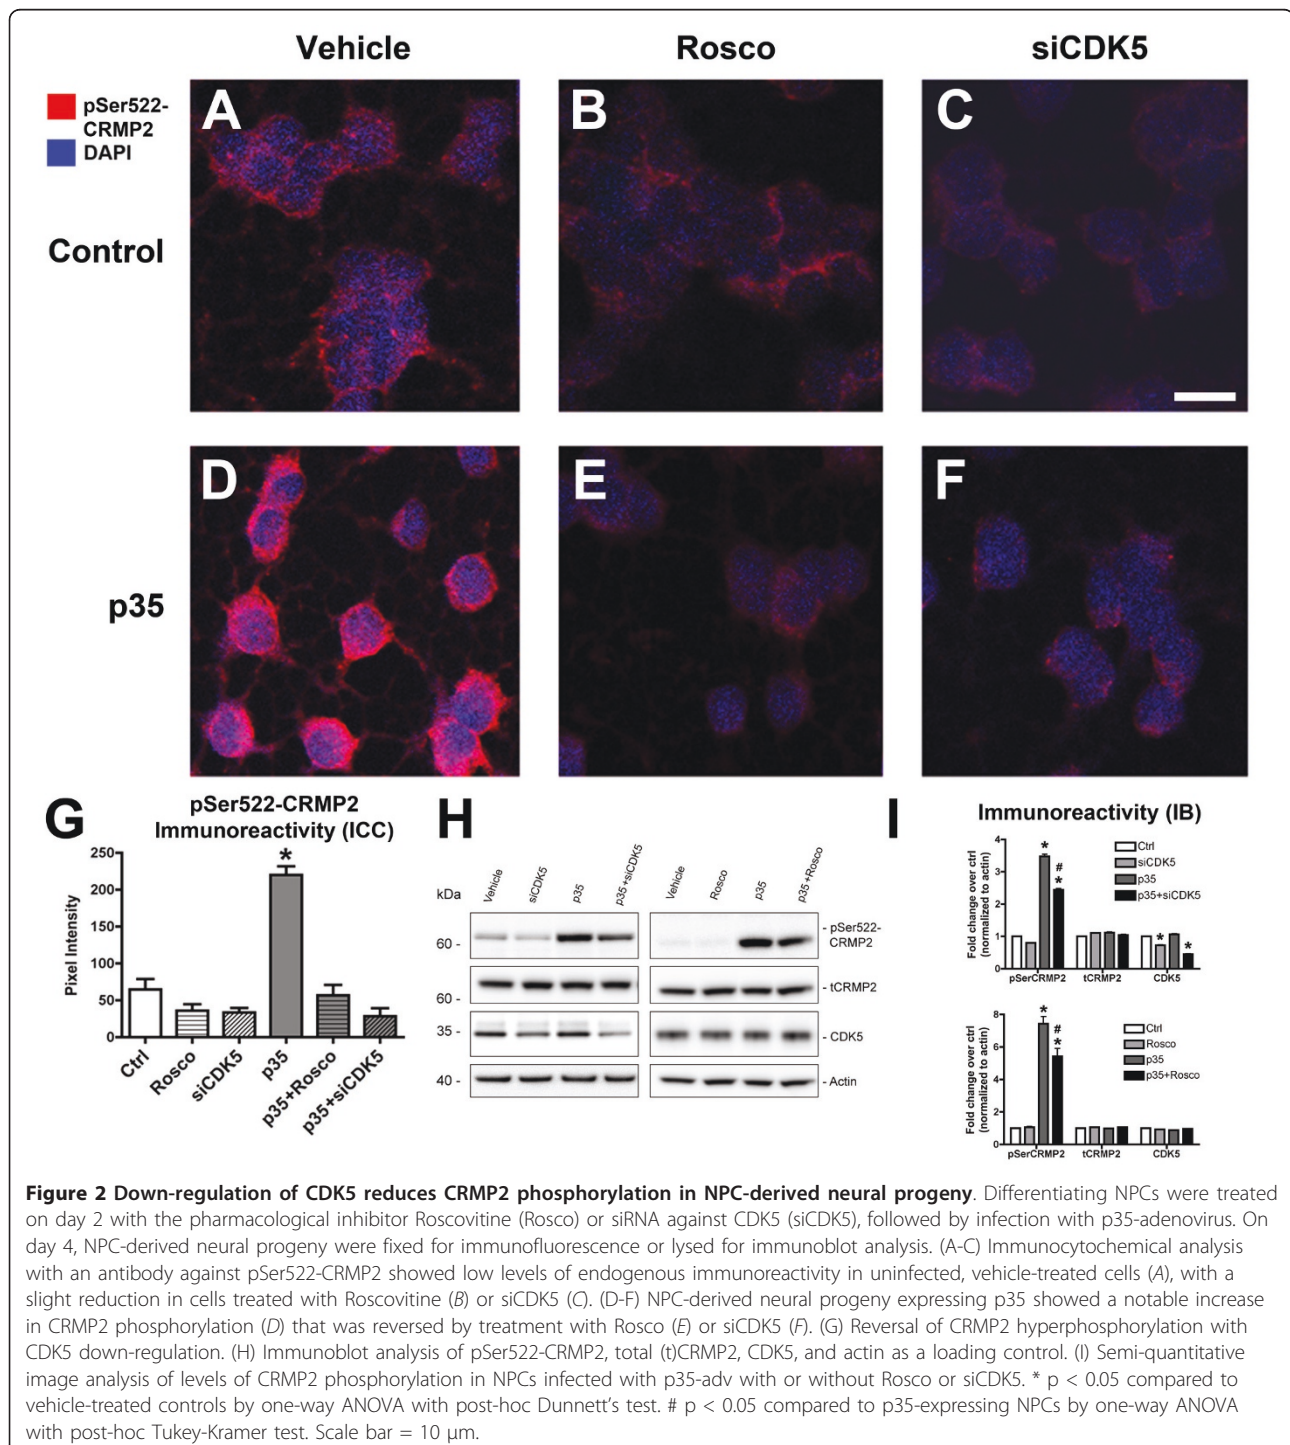 Vehicle Rosco siCDK5
pSer522-
CRMP2
DAPI
A B C
Control
D E F
p35
G
pSer522-CRMP2
Immunoreactivity (ICC)
Pixel Intensity
250
200
150
100
50
0
*
Ctrl Rosco siCDK5 p35 p35+Rosco p35+siCDK5
H
kDa
Vehicle siCDK5 p35 p35+siCDK5 Vehicle Rosco p35 p35+Rosco
60 -
- pSer522-
CRMP2
60 -
- tCRMP2
35 -
- CDK5
40 -
- Actin
I
Immunoreactivity (IB)
Fold change over ctrl
(normalized to actin)
4
3
2
1
0
* # * * *
Ctrl
siCDK5
p35
p35+siCDK5
pSerCRMP2 tCRMP2 CDK5
Fold change over ctrl
(normalized to actin)
8
6
4
2
0
* # *
Ctrl
Rosco
p35
p35+Rosco
pSerCRMP2 tCRMP2 CDK5
Figure 2 Down-regulation of CDK5 reduces CRMP2 phosphorylation in NPC-derived neural progeny. Differentiating NPCs were treated
on day 2 with the pharmacological inhibitor Roscovitine (Rosco) or siRNA against CDK5 (siCDK5), followed by infection with p35-adenovirus. On
day 4, NPC-derived neural progeny were fixed for immunofluorescence or lysed for immunoblot analysis. (A-C) Immunocytochemical analysis
with an antibody against pSer522-CRMP2 showed low levels of endogenous immunoreactivity in uninfected, vehicle-treated cells (A), with a
slight reduction in cells treated with Roscovitine (B) or siCDK5 (C). (D-F) NPC-derived neural progeny expressing p35 showed a notable increase
in CRMP2 phosphorylation (D) that was reversed by treatment with Rosco (E) or siCDK5 (F). (G) Reversal of CRMP2 hyperphosphorylation with
CDK5 down-regulation. (H) Immunoblot analysis of pSer522-CRMP2, total (t)CRMP2, CDK5, and actin as a loading control. (I) Semi-quantitative
image analysis of levels of CRMP2 phosphorylation in NPCs infected with p35-adv with or without Rosco or siCDK5. * p < 0.05 compared to
vehicle-treated controls by one-way ANOVA with post-hoc Dunnett's test. # p < 0.05 compared to p35-expressing NPCs by one-way ANOVA
with post-hoc Tukey-Kramer test. Scale bar = 10 μm.